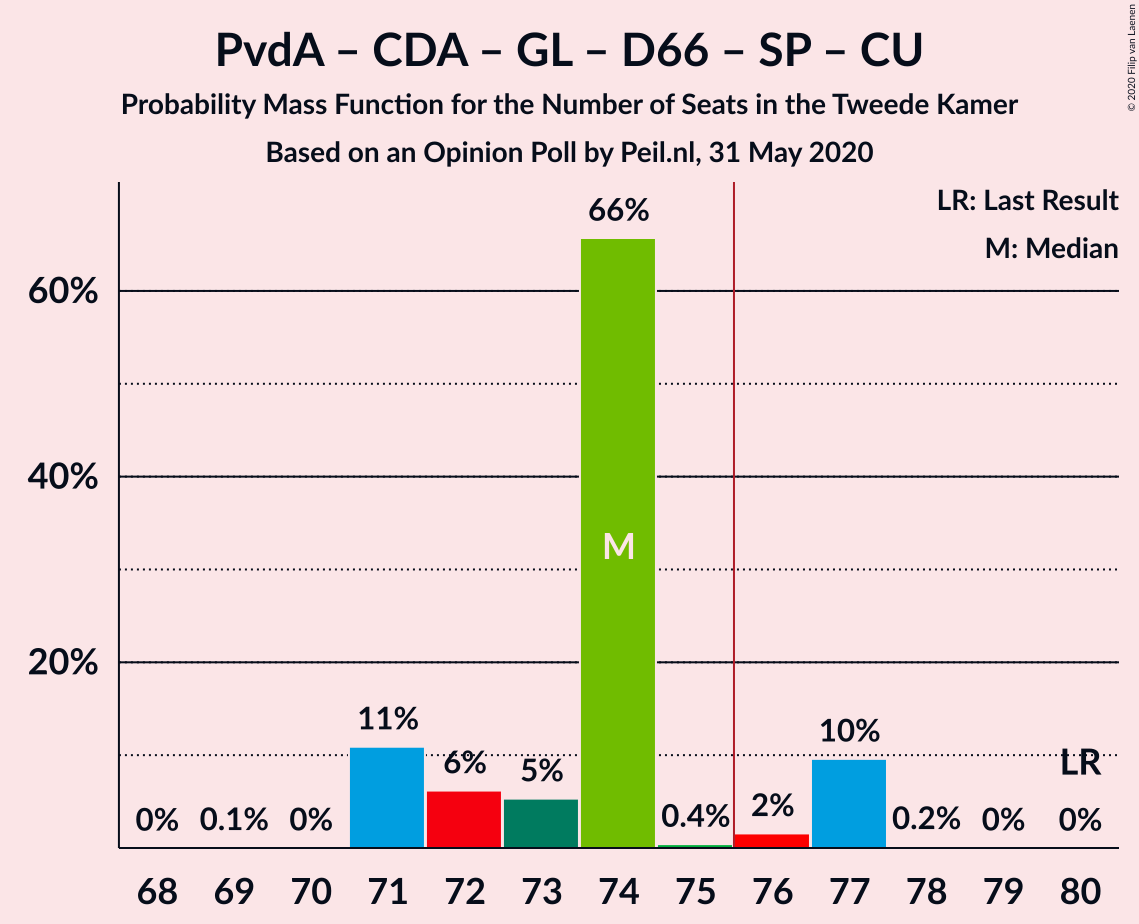 PvdA – CDA – GL – D66 – SP – CU
Probability Mass Function for the Number of Seats in the Tweede Kamer
Based on an Opinion Poll by Peil.nl, 31 May 2020
© 2020 Filip van Laenen
LR: Last Result
M: Median
60%
40%
20%
0% 0.1% 0% 11% 6% 5% 66% 0.4% 2% 10% 0.2% 0% 0%
M
LR
68 69 70 71 72 73 74 75 76 77 78 79 80